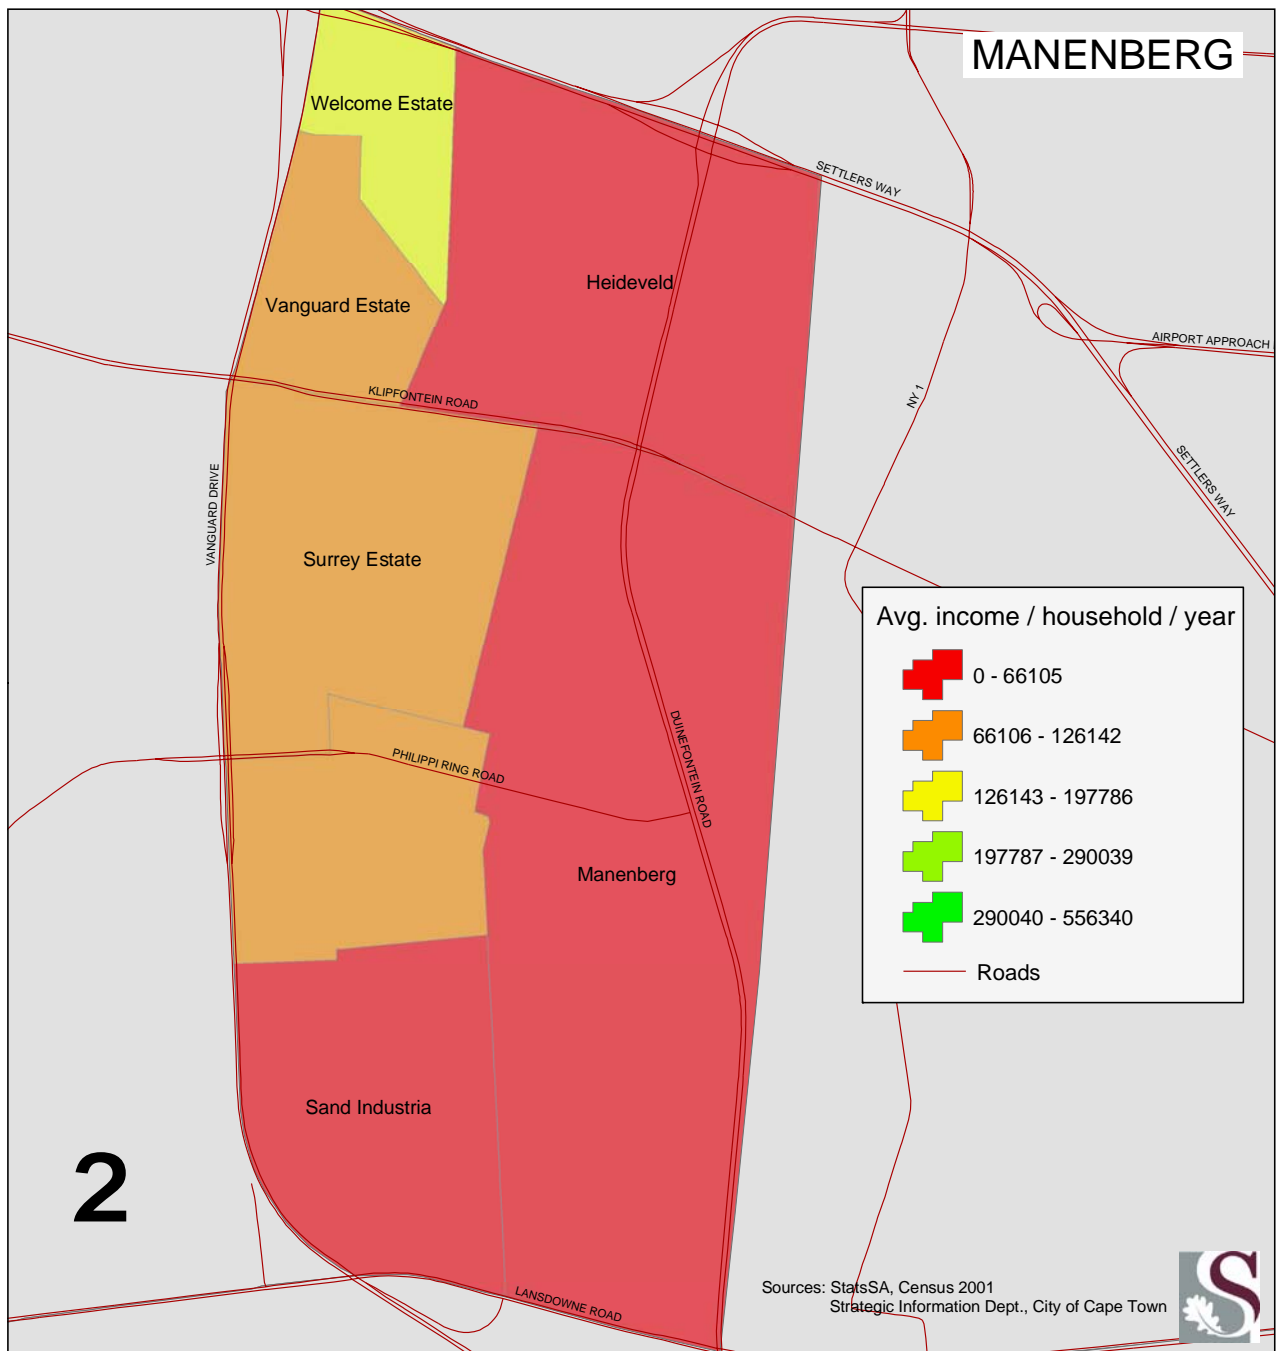 MANENBERG
Welcome Estate
SETTLERS WAY
Heideveld
Vanguard Estate
AIRPORT APPROACH
KLIPFONTEIN ROAD
NY 1
SETTLERS WAY
VANGUARD DRIVE
Surrey Estate
Avg. income / household / year
0 - 66105
66106 - 126142
126143 - 197786
197787 - 290039
290040 - 556340
Roads
PHILIPPI RING ROAD
DUINEFONTEIN ROAD
Manenberg
Sand Industria
2
LANSDOWNE ROAD
Sources: StatsSA, Census 2001
Strategic Information Dept., City of Cape Town
S